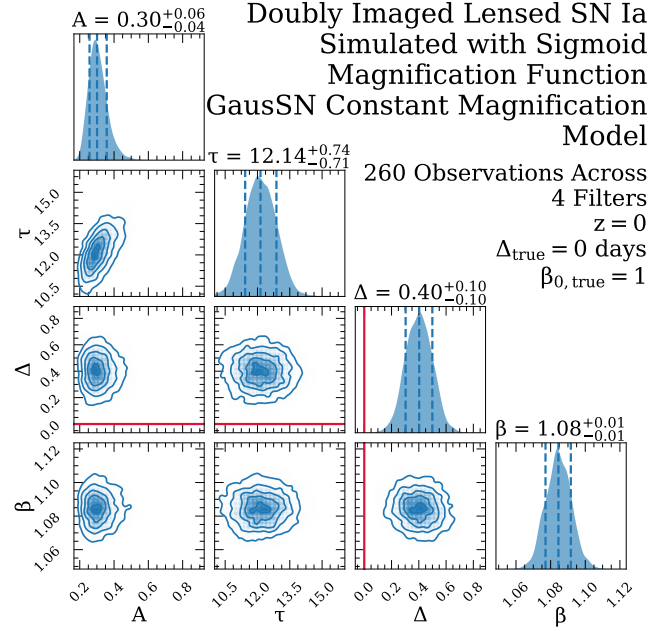 A = 0.30+0.06 −0.04
Doubly Imaged Lensed SN Ia
Simulated with Sigmoid
Magnification Function
GausSN Constant Magnification
Model
τ = 12.14+0.74 −0.71
260 Observations Across
4 Filters
z = 0
Δtrue = 0 days
β0, true = 1
τ
15.0
13.5
12.0
10.5
Δ = 0.40+0.10 −0.10
Δ
0.8
0.6
0.4
0.2
0.0
β = 1.08+0.01 −0.01
β
1.12
1.10
1.08
1.06
0.2 0.4 0.6 0.8
10.5 12.0 13.5 15.0
0.0 0.2 0.4 0.6 0.8
1.06 1.08 1.10 1.12
A τ Δ β